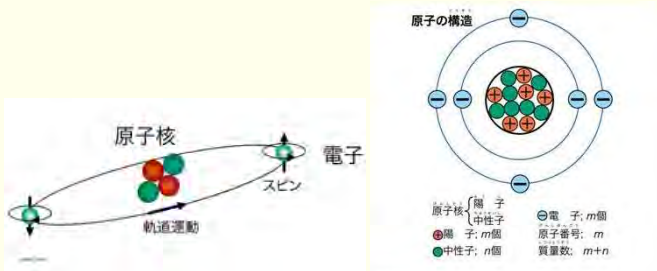 原子核
電子
スピン
軌道運動
原子の構造
原子核{陽 子
中性子
⊕陽 子; m個
中性子; n個
⊖電 子; m個
原子番号; m
質量数; m+n